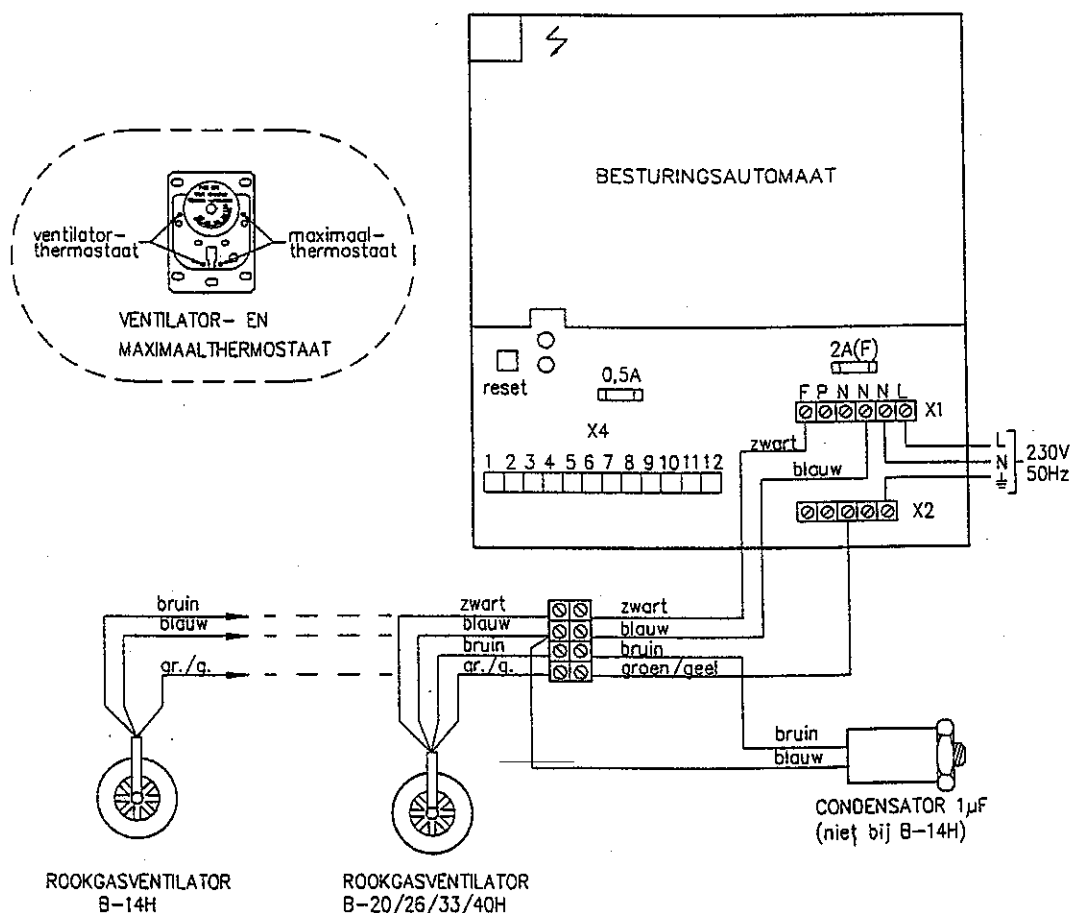 BESTURINGSAUTOMAAT
ventilator-
thermostaat
maximaal-
thermostaat
VENTILATOR- EN
MAXIMAALTHERMOSTAAT
reset
0,5A
2A(F)
F P N N N L
X1
X4
zwart
L
N
230V
50Hz
1 2 3 4 5 6 7 8 9 10 11 12
blauw
X2
bruin
blauw
gr./g.
zwart
blauw
bruin
gr./g.
zwart
blauw
bruin
groen/geel
bruin
blauw
CONDENSATOR 1µF
(niet bij B-14H)
ROOKGASVENTILATOR
B-14H
ROOKGASVENTILATOR
B-20/26/33/40H